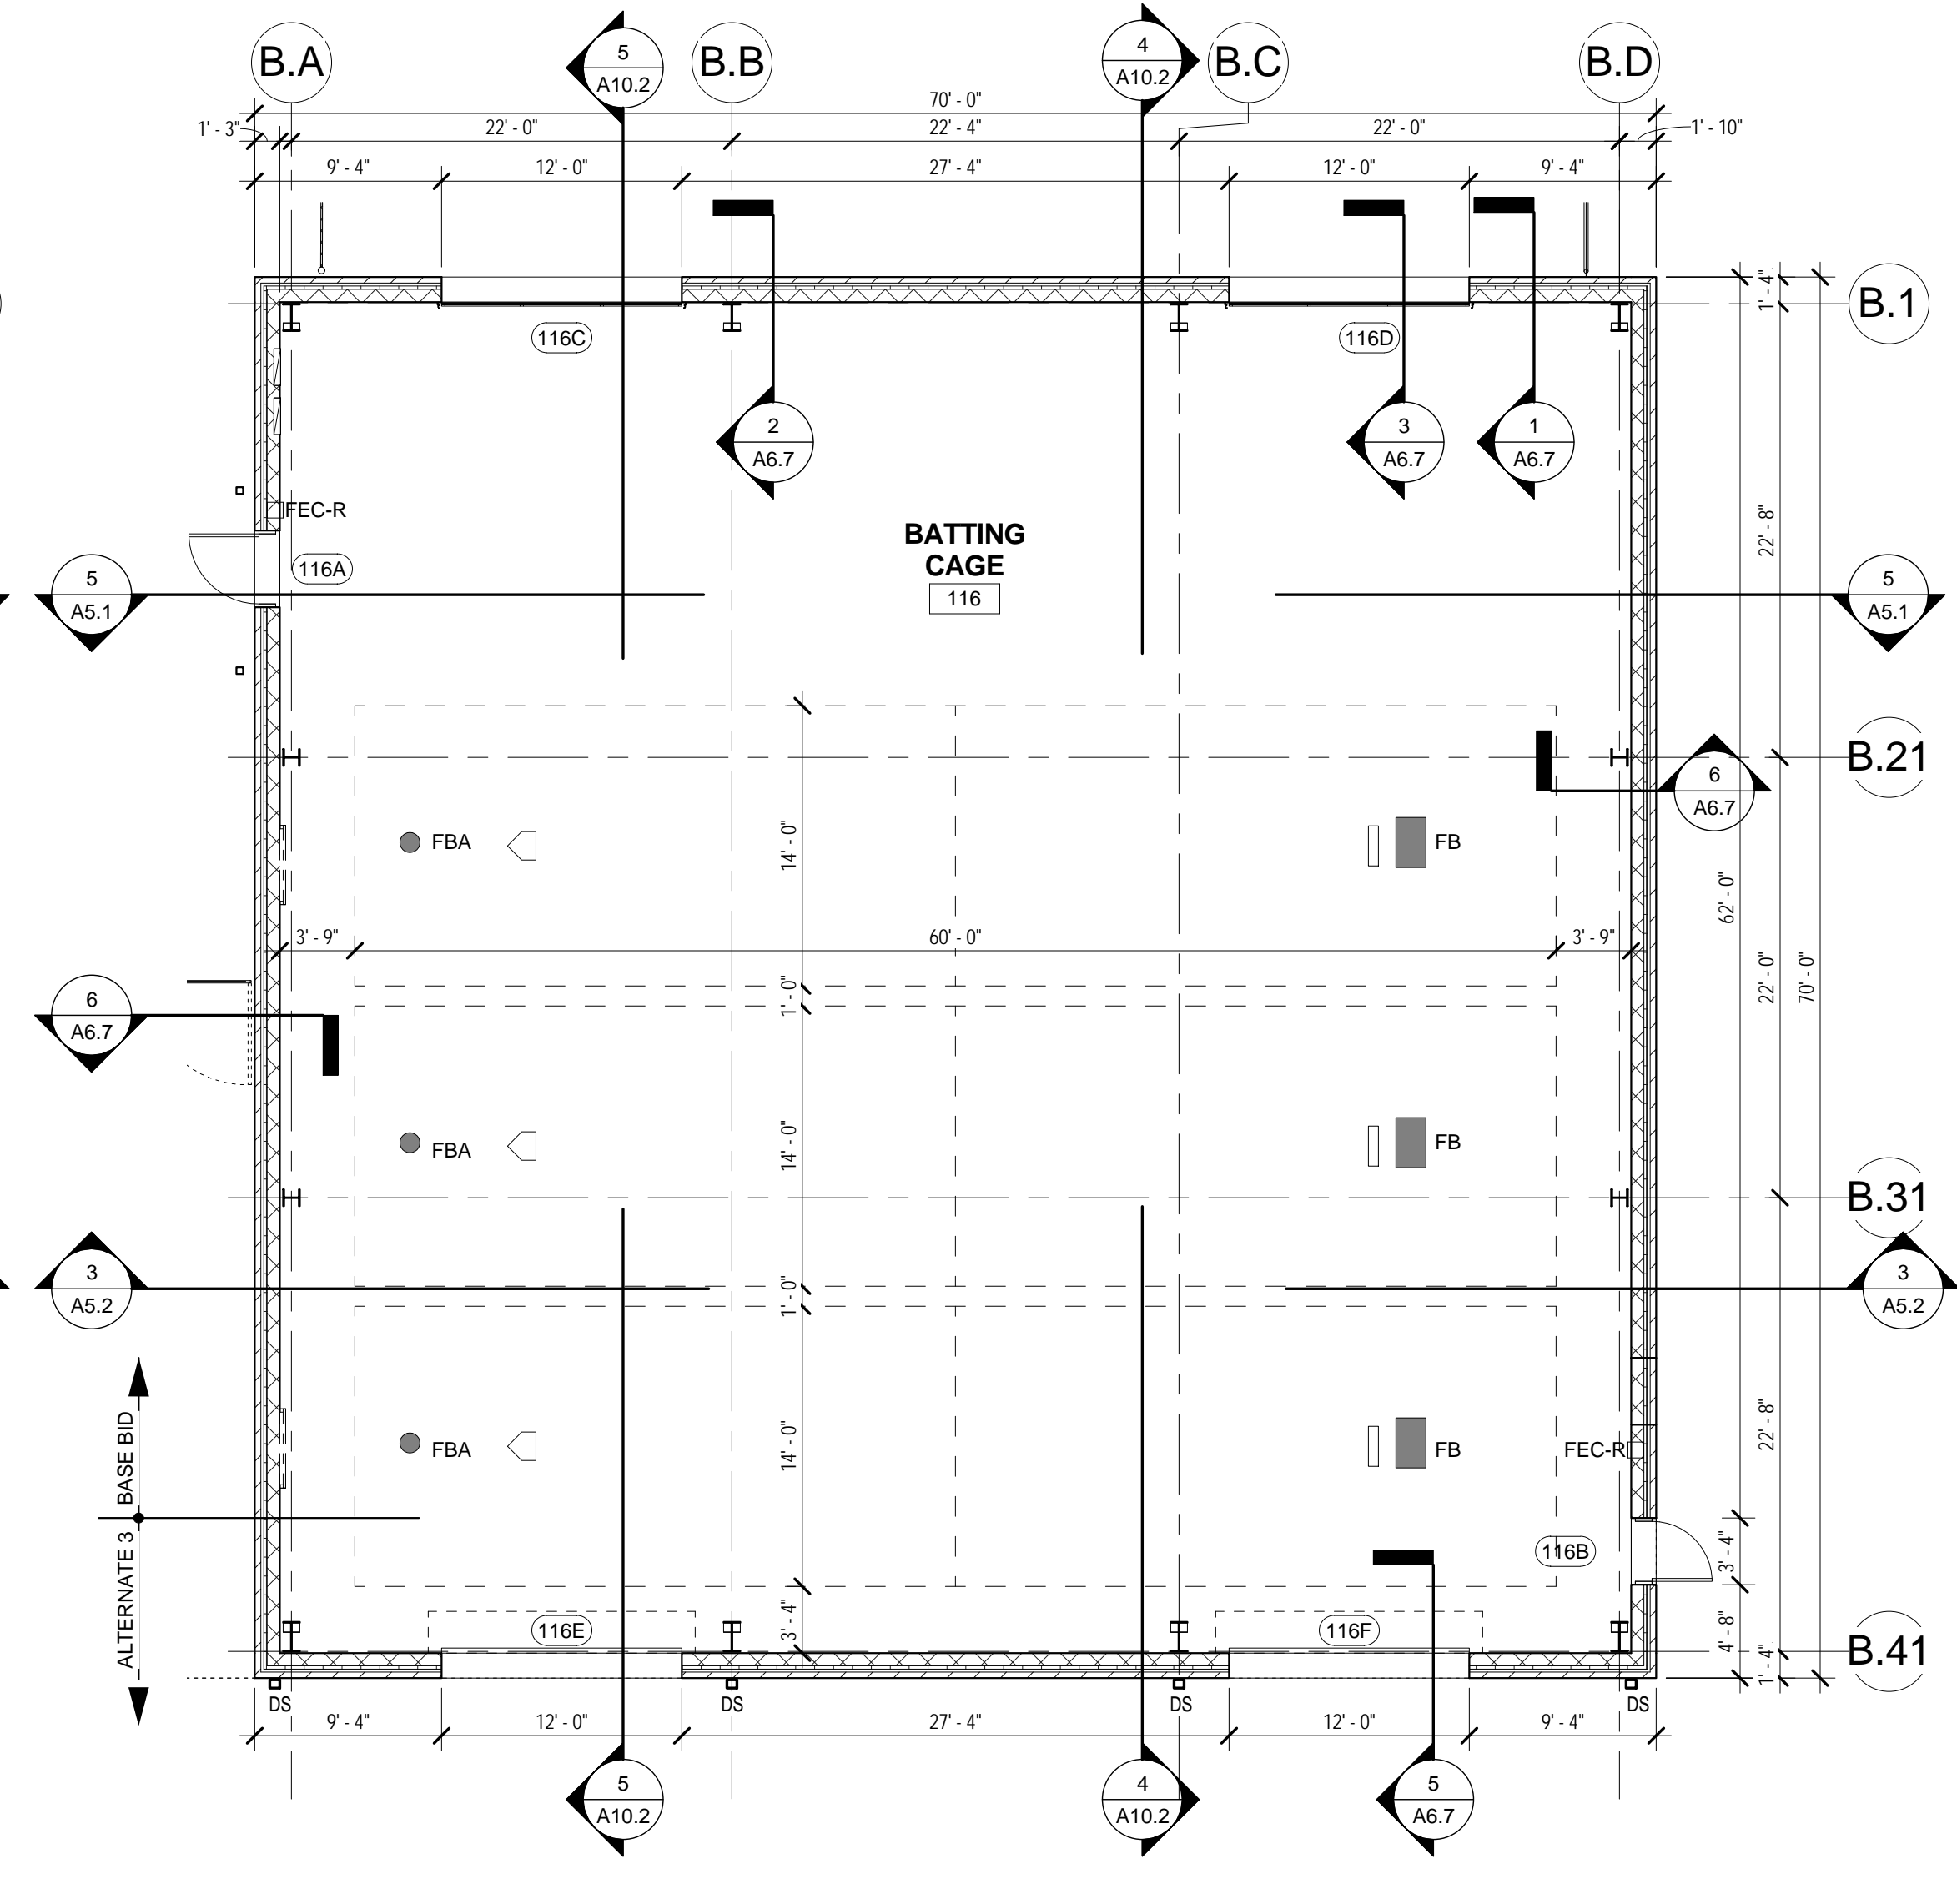 B.A
5
A10.2
B.B
4
A10.2
B.C
B.D
70' - 0"
1' - 3"
22' - 0"
22' - 4"
22' - 0"
1' - 10"
9' - 4"
12' - 0"
27' - 4"
12' - 0"
9' - 4"
1' - 4"
B.1
116C
116D
2
A6.7
3
A6.7
1
A6.7
FEC-R
22' - 8"
BATTING
CAGE
116
116A
5
A5.1
5
A5.1
B.21
6
A6.7
FBA
14' - 0"
FB
62' - 0"
3' - 9"
60' - 0"
3' - 9"
22' - 0"
70' - 0"
1' - 0"
6
A6.7
FBA
14' - 0"
FB
B.31
3
A5.2
1' - 0"
3
A5.2
BASE BID
ALTERNATE 3
FBA
14' - 0"
FB
FEC-R
22' - 8"
116B
3' - 4"
3' - 4"
116E
116F
4' - 8"
1' - 4"
B.41
DS
DS
DS
DS
9' - 4"
12' - 0"
27' - 4"
12' - 0"
9' - 4"
5
A10.2
4
A10.2
5
A6.7